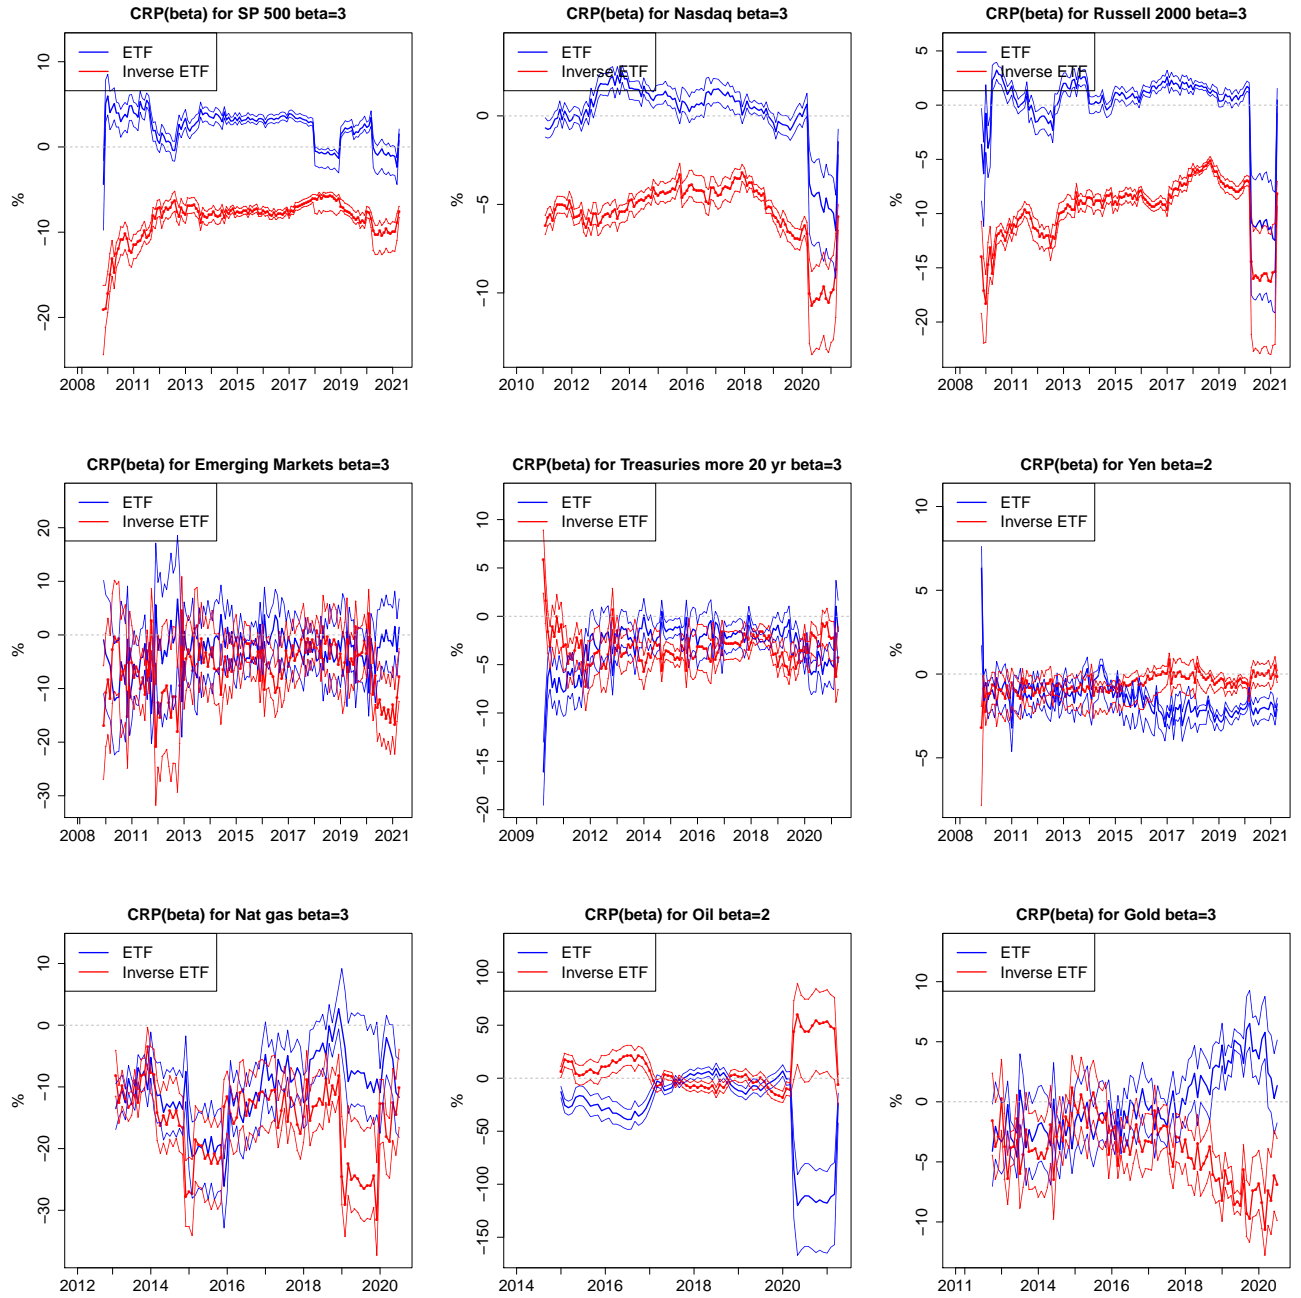 CRP(beta) for SP 500 beta=3
ETF
Inverse ETF
%
10
0
−10
−20
2008 2011 2013 2015 2017 2019 2021
CRP(beta) for Nasdaq beta=3
ETF
Inverse ETF
%
0
−5
−10
2010 2012 2014 2016 2018 2020
CRP(beta) for Russell 2000 beta=3
ETF
Inverse ETF
%
5
0
−5
−10
−15
−20
2008 2011 2013 2015 2017 2019 2021
CRP(beta) for Emerging Markets beta=3
ETF
Inverse ETF
%
20
10
0
−10
−20
−30
2008 2011 2013 2015 2017 2019 2021
CRP(beta) for Treasuries more 20 yr beta=3
ETF
Inverse ETF
%
10
5
0
−5
−10
−15
−20
2009 2012 2014 2016 2018 2020
CRP(beta) for Yen beta=2
ETF
Inverse ETF
%
10
5
0
−5
2008 2011 2013 2015 2017 2019 2021
CRP(beta) for Nat gas beta=3
ETF
Inverse ETF
%
10
0
−10
−20
−30
2012 2014 2016 2018 2020
CRP(beta) for Oil beta=2
ETF
Inverse ETF
%
100
50
0
−50
−100
−150
2014 2016 2018 2020
CRP(beta) for Gold beta=3
ETF
Inverse ETF
%
10
5
0
−5
−10
2011 2014 2016 2018 2020